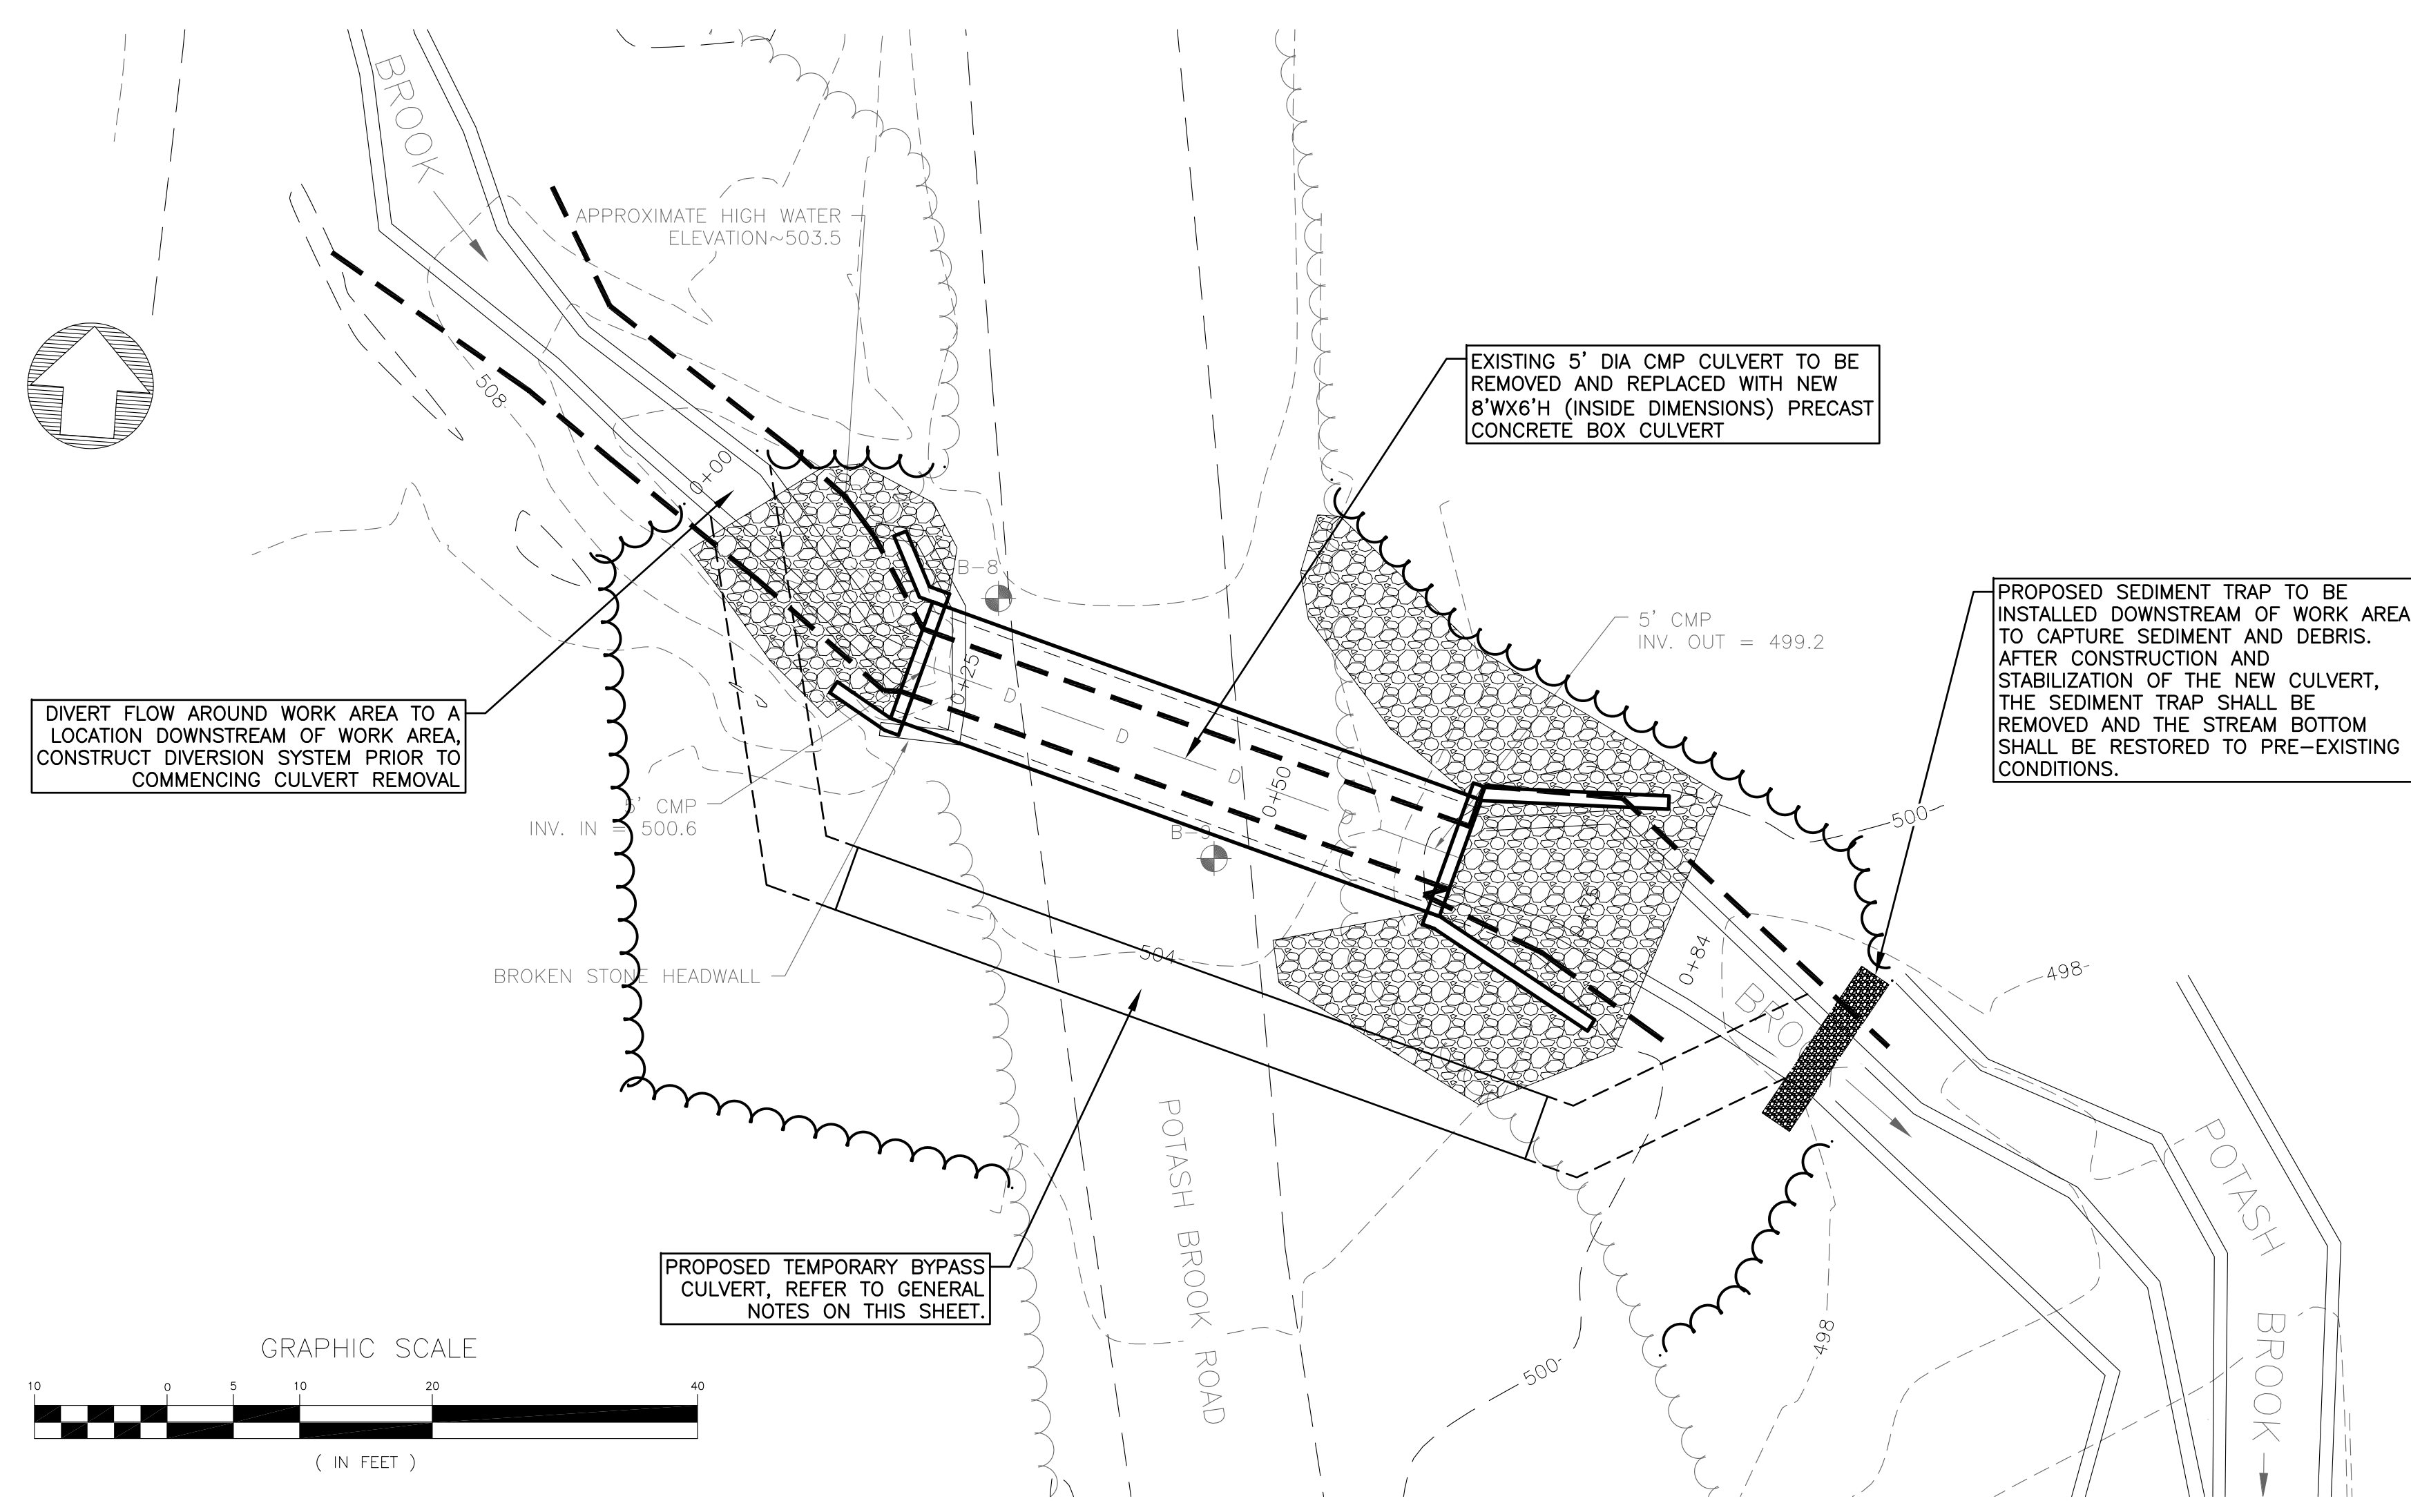 BROOK
APPROXIMATE HIGH WATER
ELEVATION~503.5
508
0+00
EXISTING 5' DIA CMP CULVERT TO BE
REMOVED AND REPLACED WITH NEW
8'WX6'H (INSIDE DIMENSIONS) PRECAST
CONCRETE BOX CULVERT
B-8
PROPOSED SEDIMENT TRAP TO BE
INSTALLED DOWNSTREAM OF WORK AREA
TO CAPTURE SEDIMENT AND DEBRIS.
AFTER CONSTRUCTION AND
STABILIZATION OF THE NEW CULVERT,
THE SEDIMENT TRAP SHALL BE
REMOVED AND THE STREAM BOTTOM
SHALL BE RESTORED TO PRE-EXISTING
CONDITIONS.
5' CMP
INV. OUT = 499.2
0+25
D
D
D
D
DIVERT FLOW AROUND WORK AREA TO A
LOCATION DOWNSTREAM OF WORK AREA,
CONSTRUCT DIVERSION SYSTEM PRIOR TO
COMMENCING CULVERT REMOVAL
0+50
5' CMP
INV. IN = 500.6
B-9
500
0+75
504
0+84
498
BROKEN STONE HEADWALL
BROO
POTASH BROOK ROAD
POTASH
BROOK
PROPOSED TEMPORARY BYPASS
CULVERT, REFER TO GENERAL
NOTES ON THIS SHEET.
498
500
GRAPHIC SCALE
10 0 5 10 20 40
( IN FEET )